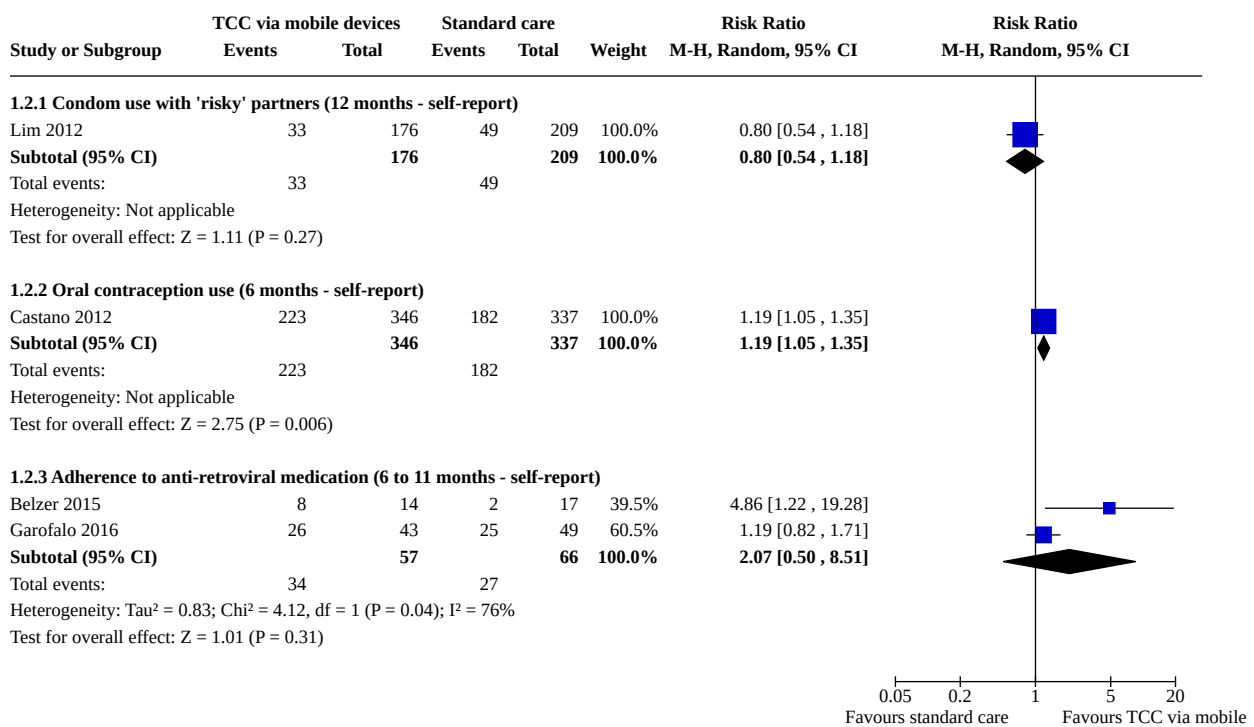 TCC via mobile devices Standard care Risk Ratio Risk Ratio
Study or Subgroup Events Total Events Total Weight M-H, Random, 95% CI M-H, Random, 95% CI
1.2.1 Condom use with 'risky' partners (12 months - self-report)
Lim 2012 33 176 49 209 100.0% 0.80 [0.54 , 1.18]
Subtotal (95% CI) 176 209 100.0% 0.80 [0.54 , 1.18]
Total events: 33 49
Heterogeneity: Not applicable
Test for overall effect: Z = 1.11 (P = 0.27)
1.2.2 Oral contraception use (6 months - self-report)
Castano 2012 223 346 182 337 100.0% 1.19 [1.05 , 1.35]
Subtotal (95% CI) 346 337 100.0% 1.19 [1.05 , 1.35]
Total events: 223 182
Heterogeneity: Not applicable
Test for overall effect: Z = 2.75 (P = 0.006)
1.2.3 Adherence to anti-retroviral medication (6 to 11 months - self-report)
Belzer 2015 8 14 2 17 39.5% 4.86 [1.22 , 19.28]
Garofalo 2016 26 43 25 49 60.5% 1.19 [0.82 , 1.71]
Subtotal (95% CI) 57 66 100.0% 2.07 [0.50 , 8.51]
Total events: 34 27
Heterogeneity: Tau² = 0.83; Chi² = 4.12, df = 1 (P = 0.04); I² = 76%
Test for overall effect: Z = 1.01 (P = 0.31)
0.05 0.2 1 5 20
Favours standard care Favours TCC via mobile